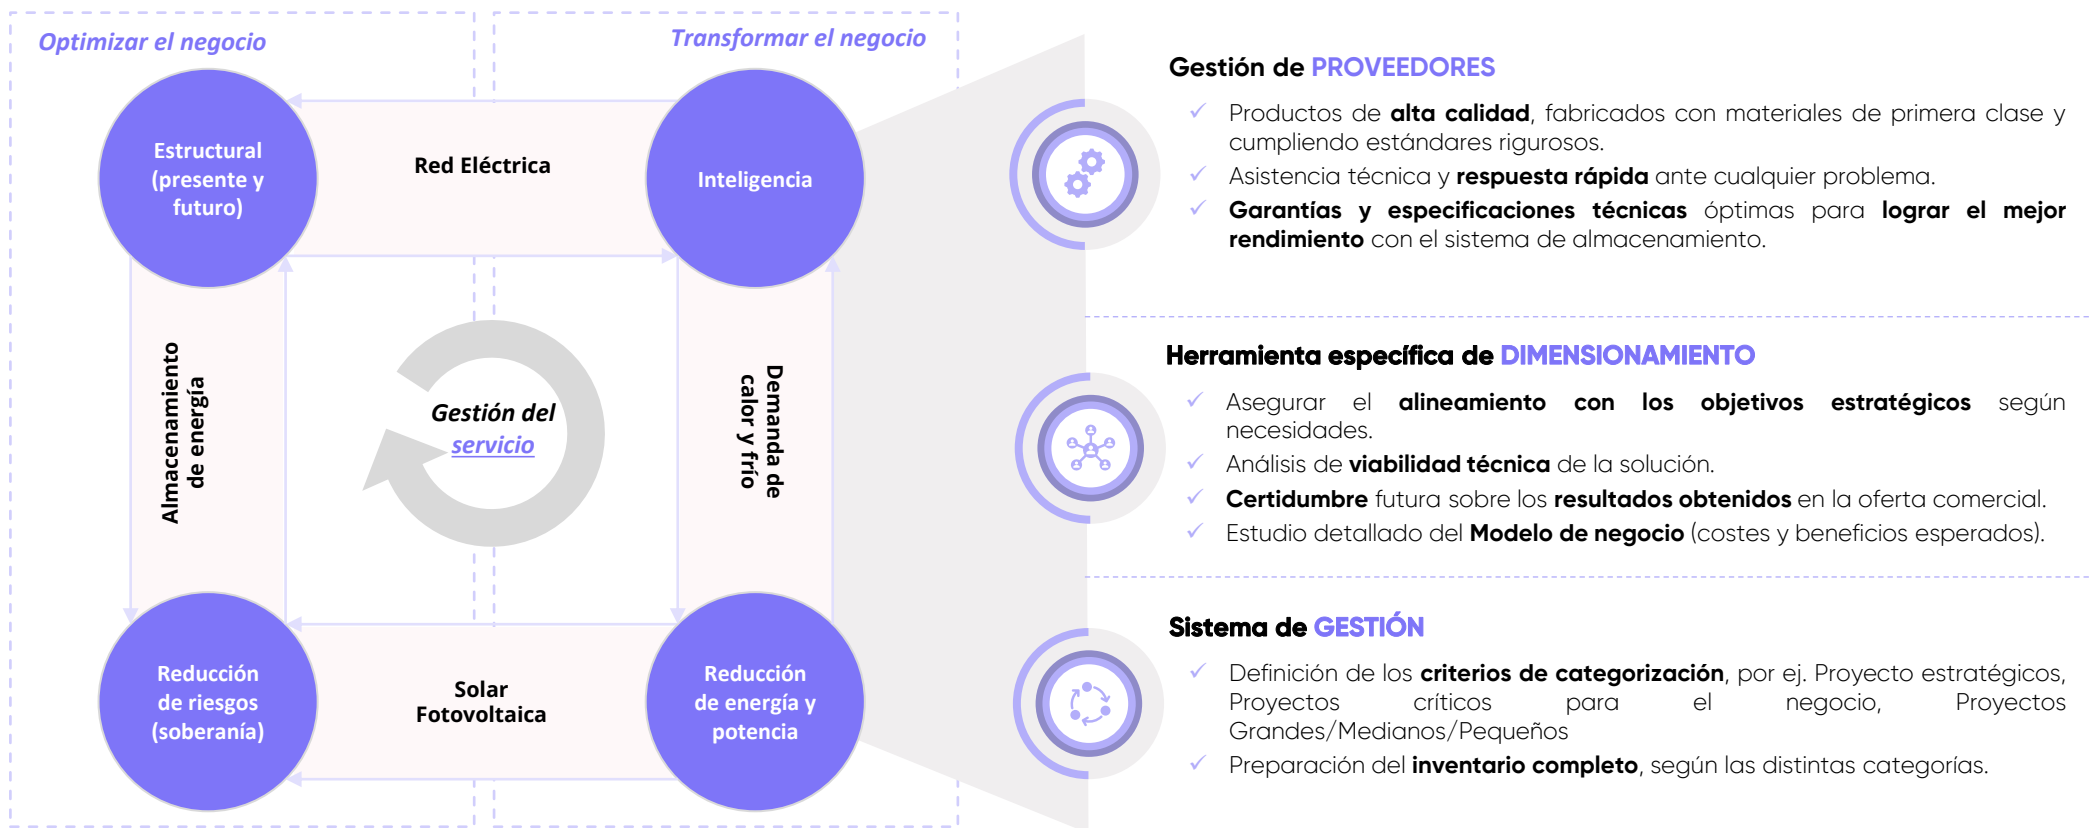 Optimizar el negocio
Transformar el negocio
Estructural
(presente y
futuro)
Red Eléctrica
Inteligencia
Almacenamiento
de energía
Gestión del
servicio
Demanda de
calor y frío
Reducción
de riesgos
(soberanía)
Solar
Fotovoltaica
Reducción
de energía y
potencia
Gestión de PROVEEDORES
✓ Productos de alta calidad, fabricados con materiales de primera clase y
cumpliendo estándares rigurosos.
✓ Asistencia técnica y respuesta rápida ante cualquier problema.
✓ Garantías y especificaciones técnicas óptimas para lograr el mejor
rendimiento con el sistema de almacenamiento.
Herramienta específica de DIMENSIONAMIENTO
✓ Asegurar el alineamiento con los objetivos estratégicos según
necesidades.
✓ Análisis de viabilidad técnica de la solución.
✓ Certidumbre futura sobre los resultados obtenidos en la oferta comercial.
✓ Estudio detallado del Modelo de negocio (costes y beneficios esperados).
Sistema de GESTIÓN
✓ Definición de los criterios de categorización, por ej. Proyecto estratégicos,
Proyectos críticos para el negocio, Proyectos
Grandes/Medianos/Pequeños
✓ Preparación del inventario completo, según las distintas categorías.